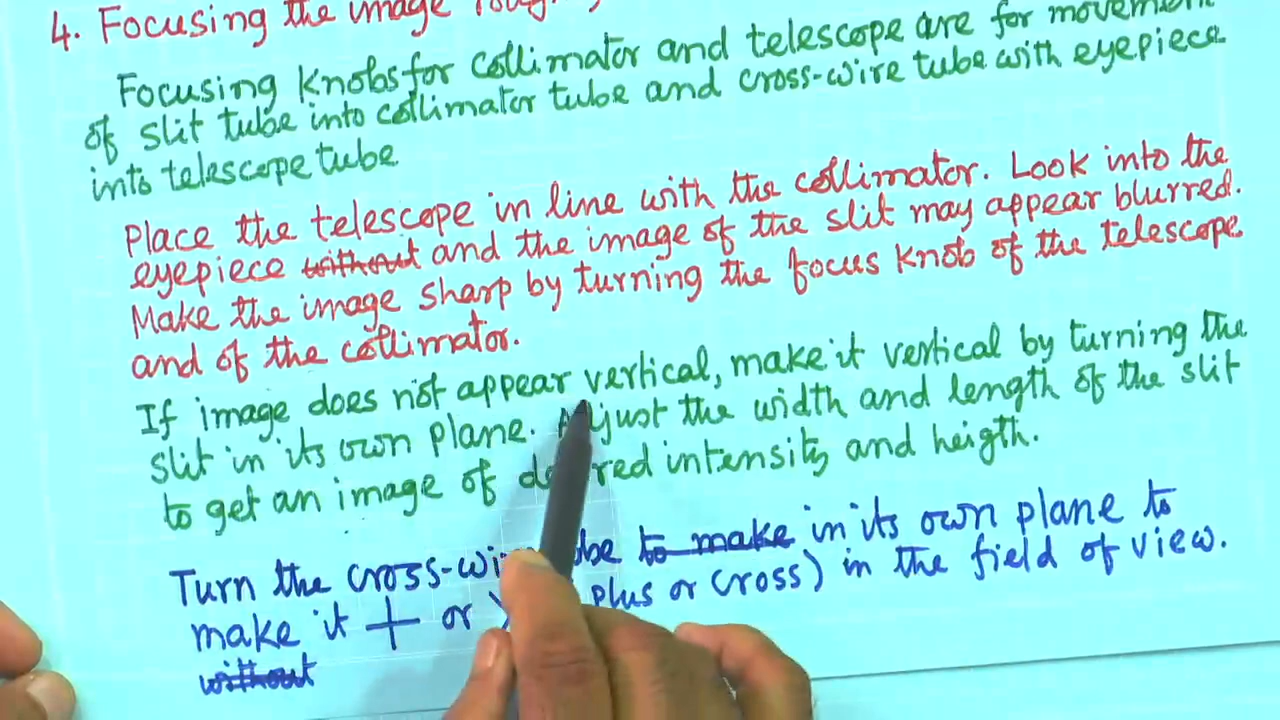 4. Focusing the image
Focusing knobs for collimator and telescope are for movement
of slit tube into collimator tube and cross-wire tube with eyepiece
into telescope tube
Place the telescope in line with the collimator. Look into the
eyepiece without and the image of the slit may appear blurred.
Make the image sharp by turning the focus knob of the telescope
and of the collimator.
If image does not appear vertical, make it vertical by turning the
slit in its own plane. Adjust the width and length of the slit
to get an image of desired intensity and heigth.
Turn the cross-wire tube to make in its own plane to
make it + or X plus or cross) in the field of view.
without